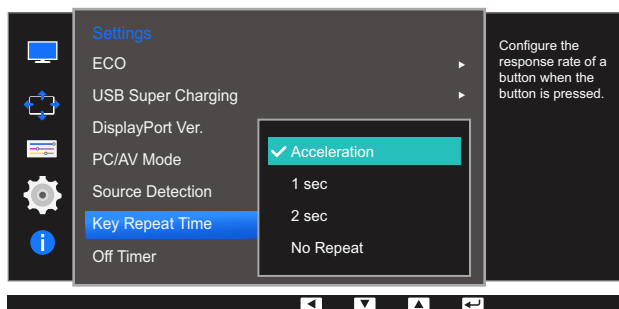 Settings
ECO
USB Super Charging
DisplayPort Ver.
PC/AV Mode
Source Detection
Key Repeat Time
Off Timer
Acceleration
1 sec
2 sec
No Repeat
Configure the
response rate of a
button when the
button is pressed.